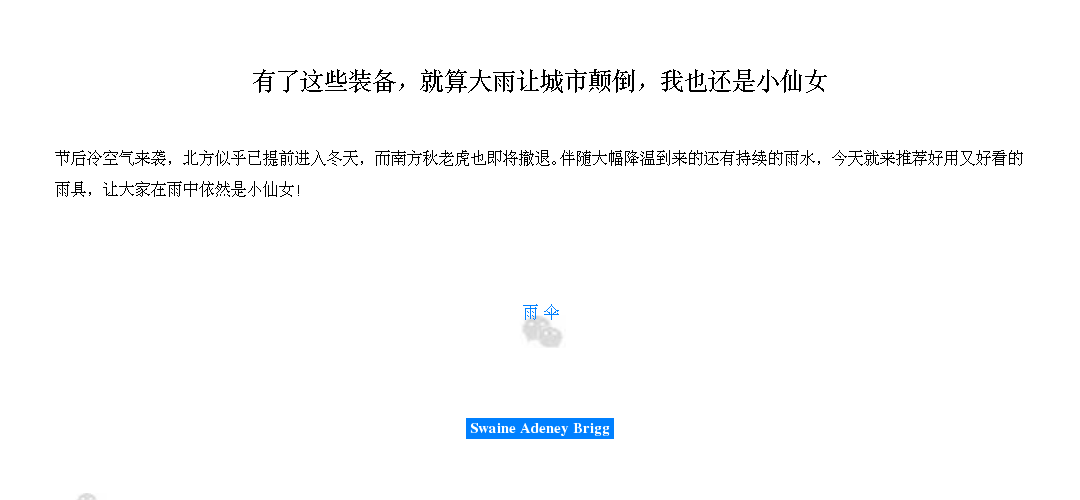 有了这些装备，就算大雨让城市颠倒，我也还是小仙女
节后冷空气来袭，北方似乎已提前进入冬天，而南方秋老虎也即将撤退。伴随大幅降温到来的还有持续的雨水，今天就来推荐好用又好看的
雨具，让大家在雨中依然是小仙女！
雨 伞
Swaine Adeney Brigg